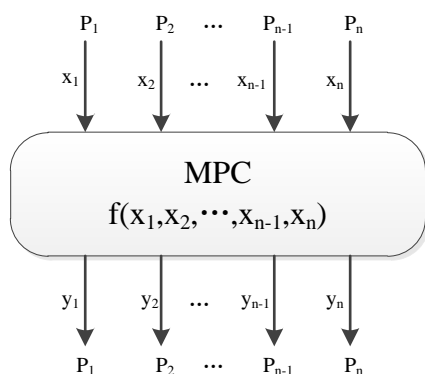 P₁ P₂ ... Pₙ₋₁ Pₙ
x₁ x₂ ... xₙ₋₁ xₙ
MPC
f(x₁,x₂,⋯,xₙ₋₁,xₙ)
y₁ y₂ ... yₙ₋₁ yₙ
P₁ P₂ ... Pₙ₋₁ Pₙ